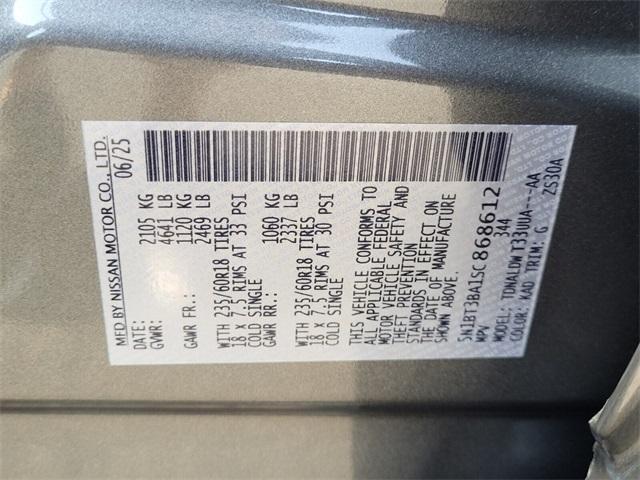 MFD BY NISSAN MOTOR CO., LTD.
DATE: 06/25
GVWR: 2105 KG
4641 LB
GAWR FR.: 1120 KG
2469 LB
WITH 235/60R18 TIRES
18 x 7.5 RIMS AT 33 PSI
COLD SINGLE
GAWR RR.: 1060 KG
2337 LB
WITH 235/60R18 TIRES
18 x 7.5 RIMS AT 30 PSI
COLD SINGLE
THIS VEHICLE CONFORMS TO
ALL APPLICABLE FEDERAL
MOTOR VEHICLE SAFETY AND
THEFT PREVENTION
STANDARDS IN EFFECT ON
THE DATE OF MANUFACTURE
SHOWN ABOVE.
5N1BT3BA1SC868612
MPV 344
MODEL: TDNALDW T33UUA---AA
COLOR: KAD TRIM: G 2S30A